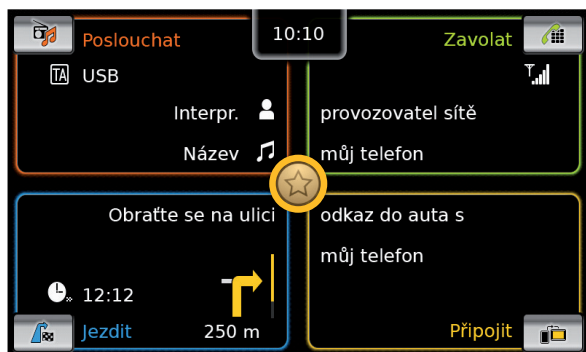 Poslouchat
10:10
Zavolat
TA USB
Interpr.
Název
provozovatel sítě
můj telefon
Obraťte se na ulici
12:12
Jezdit
250 m
odkaz do auta s
můj telefon
Připojit